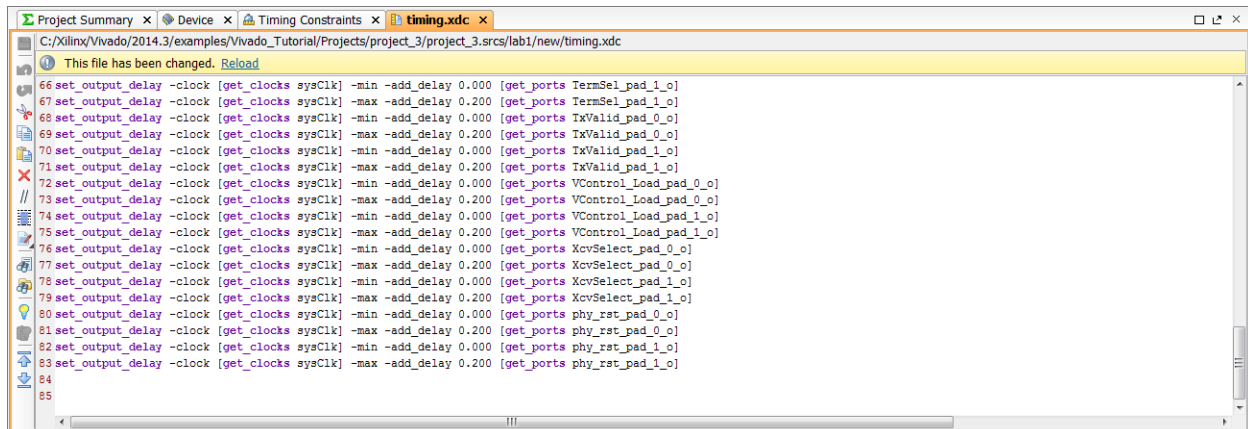 Project Summary × Device × Timing Constraints × timing.xdc ×
C:/Xilinx/Vivado/2014.3/examples/Vivado_Tutorial/Projects/project_3/project_3.srcs/lab1/new/timing.xdc
This file has been changed. Reload
66 set_output_delay -clock [get_clocks sysClk] -min -add_delay 0.000 [get_ports TermSel_pad_1_o]
67 set_output_delay -clock [get_clocks sysClk] -max -add_delay 0.200 [get_ports TermSel_pad_1_o]
68 set_output_delay -clock [get_clocks sysClk] -min -add_delay 0.000 [get_ports TxValid_pad_0_o]
69 set_output_delay -clock [get_clocks sysClk] -max -add_delay 0.200 [get_ports TxValid_pad_0_o]
70 set_output_delay -clock [get_clocks sysClk] -min -add_delay 0.000 [get_ports TxValid_pad_1_o]
71 set_output_delay -clock [get_clocks sysClk] -max -add_delay 0.200 [get_ports TxValid_pad_1_o]
72 set_output_delay -clock [get_clocks sysClk] -min -add_delay 0.000 [get_ports VControl_Load_pad_0_o]
73 set_output_delay -clock [get_clocks sysClk] -max -add_delay 0.200 [get_ports VControl_Load_pad_0_o]
74 set_output_delay -clock [get_clocks sysClk] -min -add_delay 0.000 [get_ports VControl_Load_pad_1_o]
75 set_output_delay -clock [get_clocks sysClk] -max -add_delay 0.200 [get_ports VControl_Load_pad_1_o]
76 set_output_delay -clock [get_clocks sysClk] -min -add_delay 0.000 [get_ports XcvSelect_pad_0_o]
77 set_output_delay -clock [get_clocks sysClk] -max -add_delay 0.200 [get_ports XcvSelect_pad_0_o]
78 set_output_delay -clock [get_clocks sysClk] -min -add_delay 0.000 [get_ports XcvSelect_pad_1_o]
79 set_output_delay -clock [get_clocks sysClk] -max -add_delay 0.200 [get_ports XcvSelect_pad_1_o]
80 set_output_delay -clock [get_clocks sysClk] -min -add_delay 0.000 [get_ports phy_rst_pad_0_o]
81 set_output_delay -clock [get_clocks sysClk] -max -add_delay 0.200 [get_ports phy_rst_pad_0_o]
82 set_output_delay -clock [get_clocks sysClk] -min -add_delay 0.000 [get_ports phy_rst_pad_1_o]
83 set_output_delay -clock [get_clocks sysClk] -max -add_delay 0.200 [get_ports phy_rst_pad_1_o]
84
85